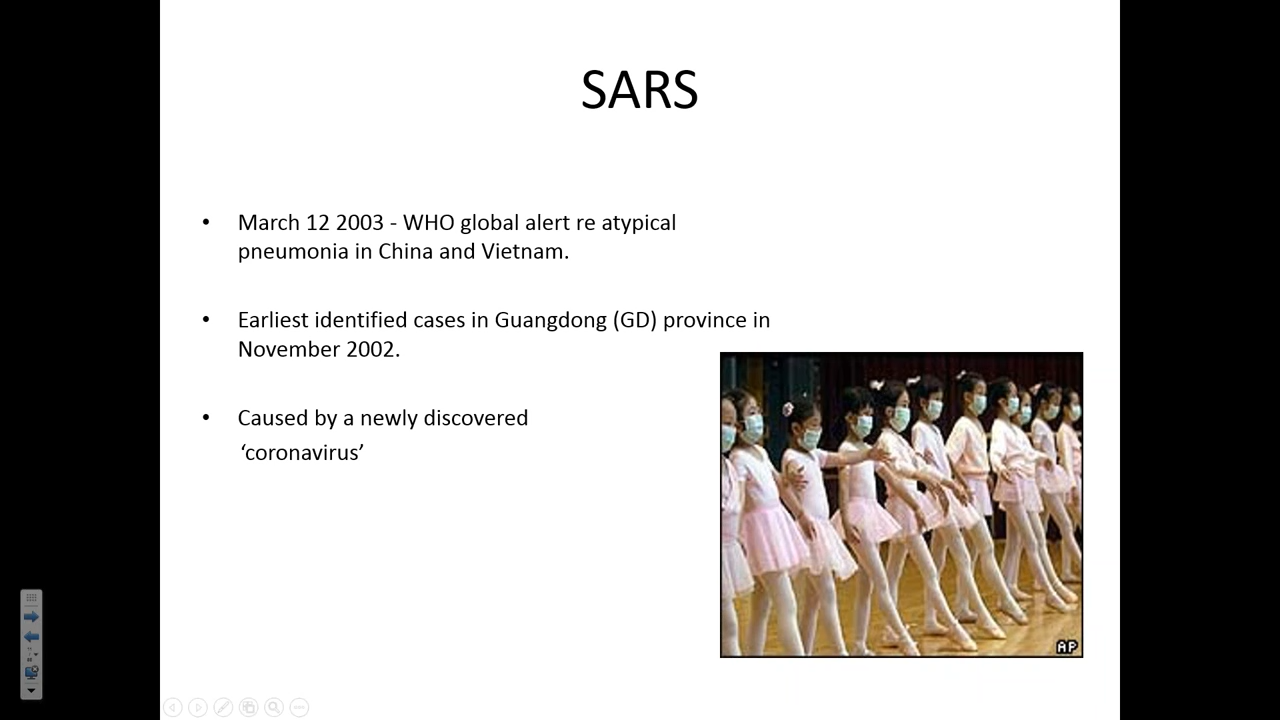 SARS
• March 12 2003 - WHO global alert re atypical
pneumonia in China and Vietnam.
• Earliest identified cases in Guangdong (GD) province in
November 2002.
• Caused by a newly discovered
‘coronavirus’
AP